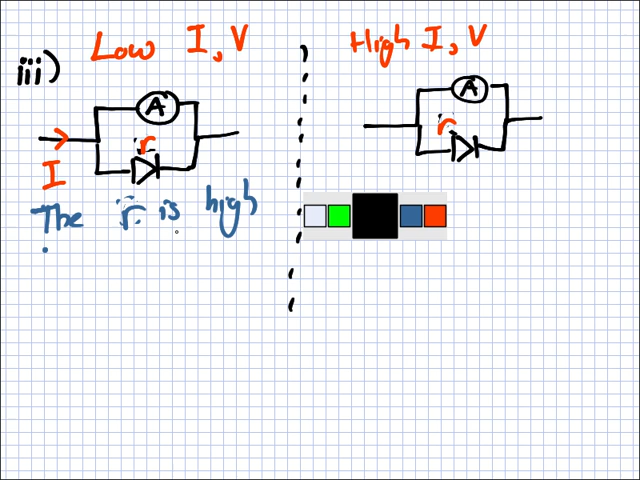 iii)
Low I, V
A
r
I
The r is high
High I, V
A
r